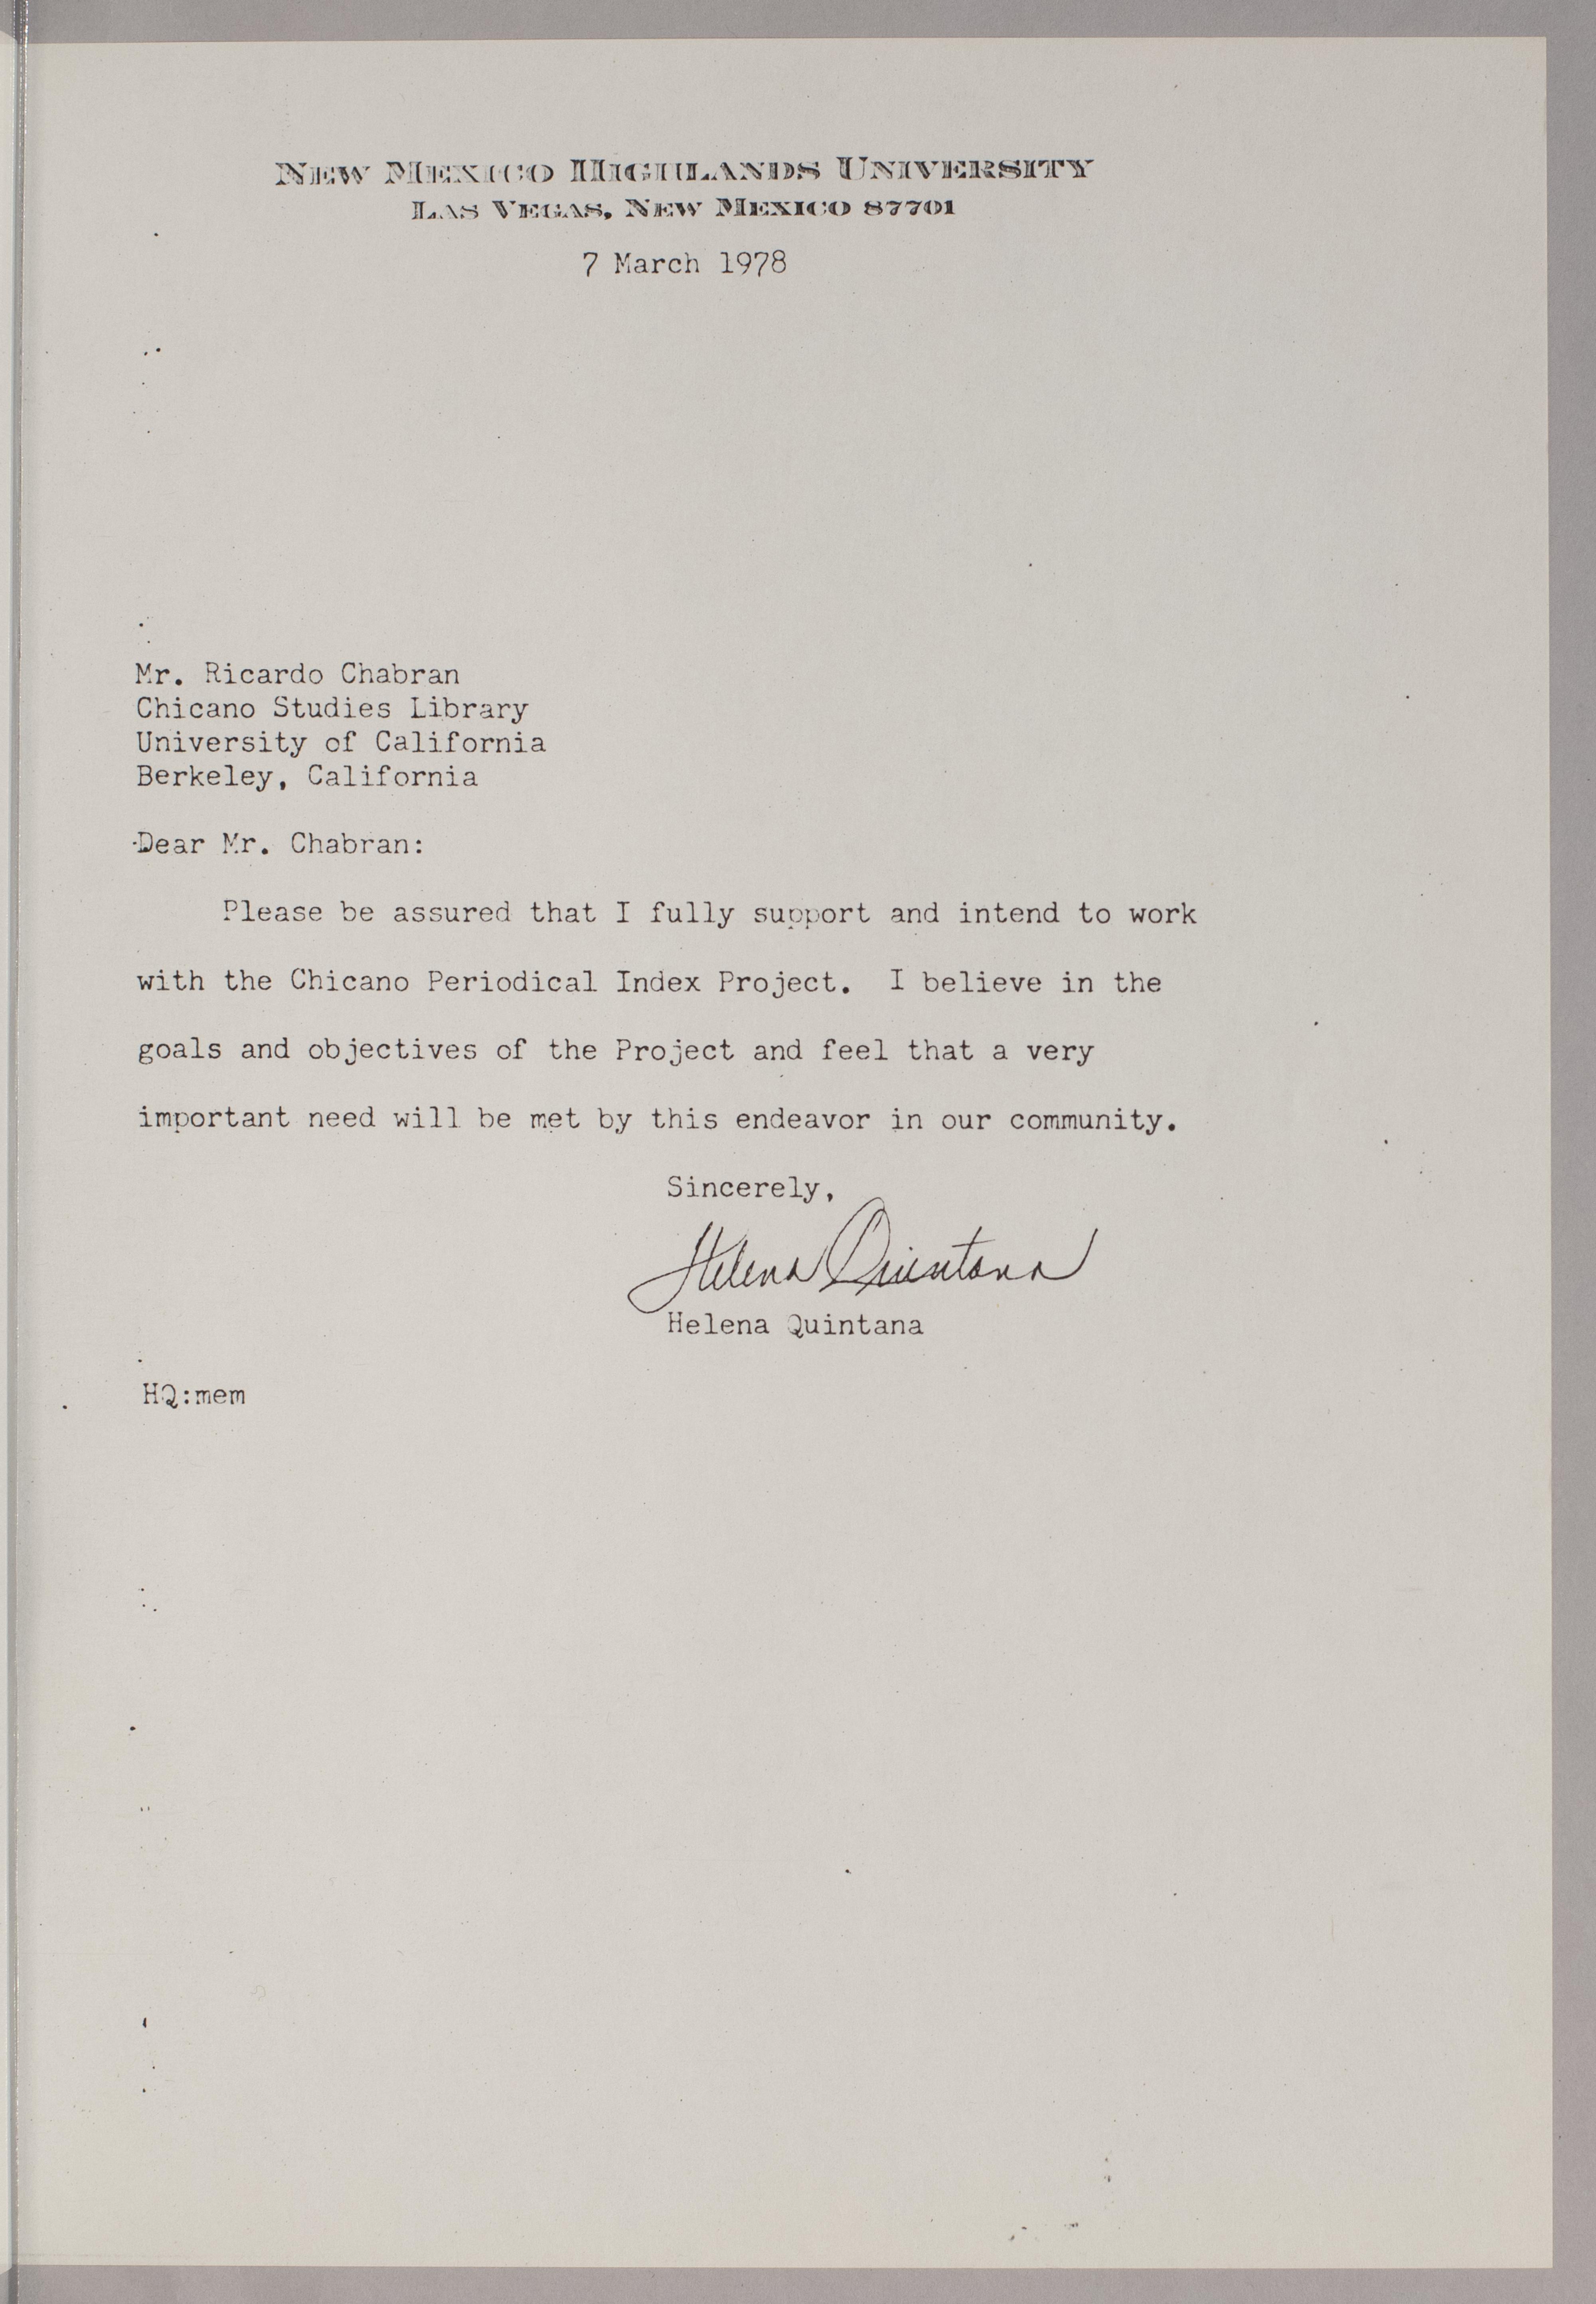 NEW MEXICO HIGHLANDS UNIVERSITY
LAS VEGAS, NEW MEXICO 87701
7 March 1978
Mr. Ricardo Chabran
Chicano Studies Library
University of California
Berkeley, California
Dear Mr. Chabran:
Please be assured that I fully support and intend to work
with the Chicano Periodical Index Project. I believe in the
goals and objectives of the Project and feel that a very
important need will be met by this endeavor in our community.
Sincerely,
Helena Quintana
Helena Quintana
HQ:mem